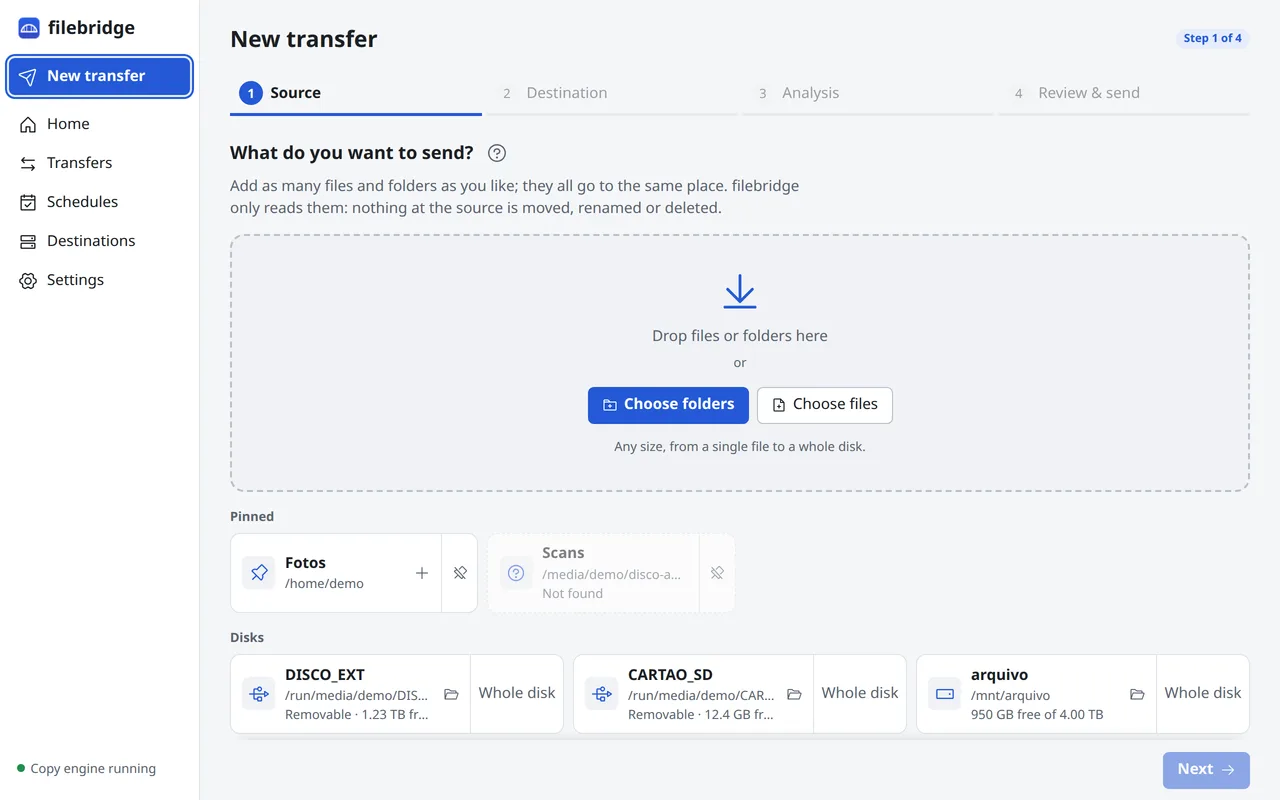 filebridge
New transfer
Home
Transfers
Schedules
Destinations
Settings
Copy engine running
New transfer
Step 1 of 4
1 Source
2 Destination
3 Analysis
4 Review & send
What do you want to send?
Add as many files and folders as you like; they all go to the same place. filebridge
only reads them: nothing at the source is moved, renamed or deleted.
Drop files or folders here
or
Choose folders
Choose files
Any size, from a single file to a whole disk.
Pinned
Fotos
/home/demo
Scans
/media/demo/disco-a...
Not found
Disks
DISCO_EXT
/run/media/demo/DIS...
Removable · 1.23 TB fr...
Whole disk
CARTAO_SD
/run/media/demo/CAR...
Removable · 12.4 GB fr...
Whole disk
arquivo
/mnt/arquivo
950 GB free of 4.00 TB
Whole disk
Next